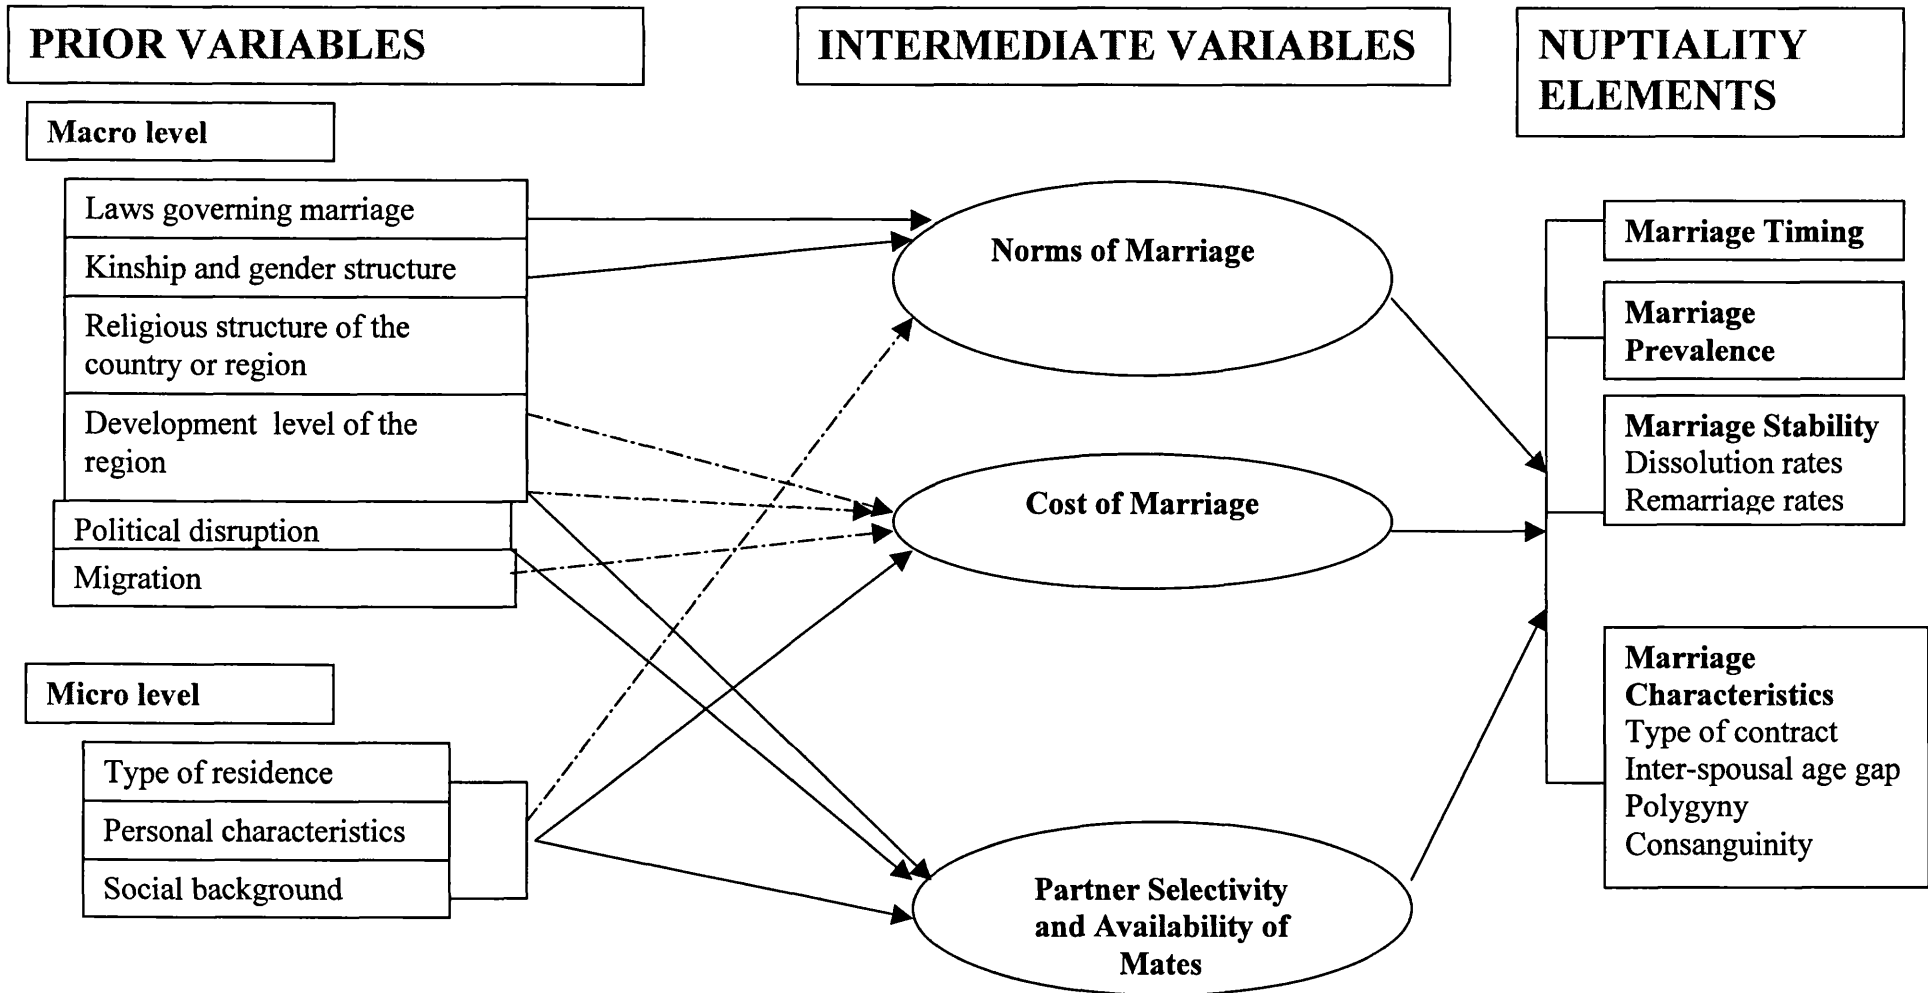 PRIOR VARIABLES
INTERMEDIATE VARIABLES
NUPTIALITY
ELEMENTS
Macro level
Laws governing marriage
Kinship and gender structure
Religious structure of the
country or region
Development level of the
region
Political disruption
Migration
Micro level
Type of residence
Personal characteristics
Social background
Norms of Marriage
Cost of Marriage
Partner Selectivity
and Availability of
Mates
Marriage Timing
Marriage
Prevalence
Marriage Stability
Dissolution rates
Remarriage rates
Marriage
Characteristics
Type of contract
Inter-spousal age gap
Polygyny
Consanguinity